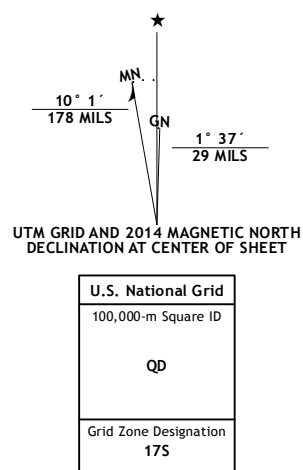 ★
MN
10° 1´
178 MILS
GN
1° 37´
29 MILS
UTM GRID AND 2014 MAGNETIC NORTH
DECLINATION AT CENTER OF SHEET
U.S. National Grid
100,000-m Square ID
QD
Grid Zone Designation
17S